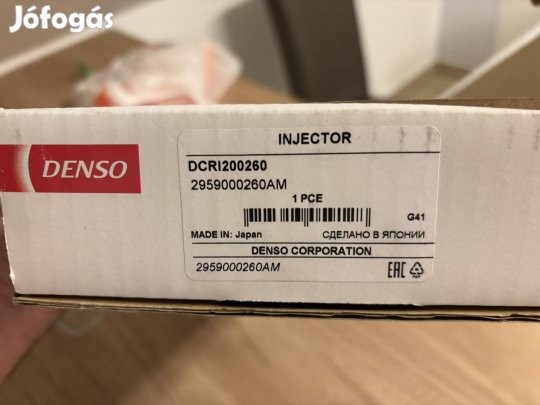 Jófogás
DENSO
INJECTOR
DCRI200260
2959000260AM
1 PCE
G41
MADE IN: Japan СДЕЛАНО В ЯПОНИИ
DENSO CORPORATION
2959000260AM
EAC